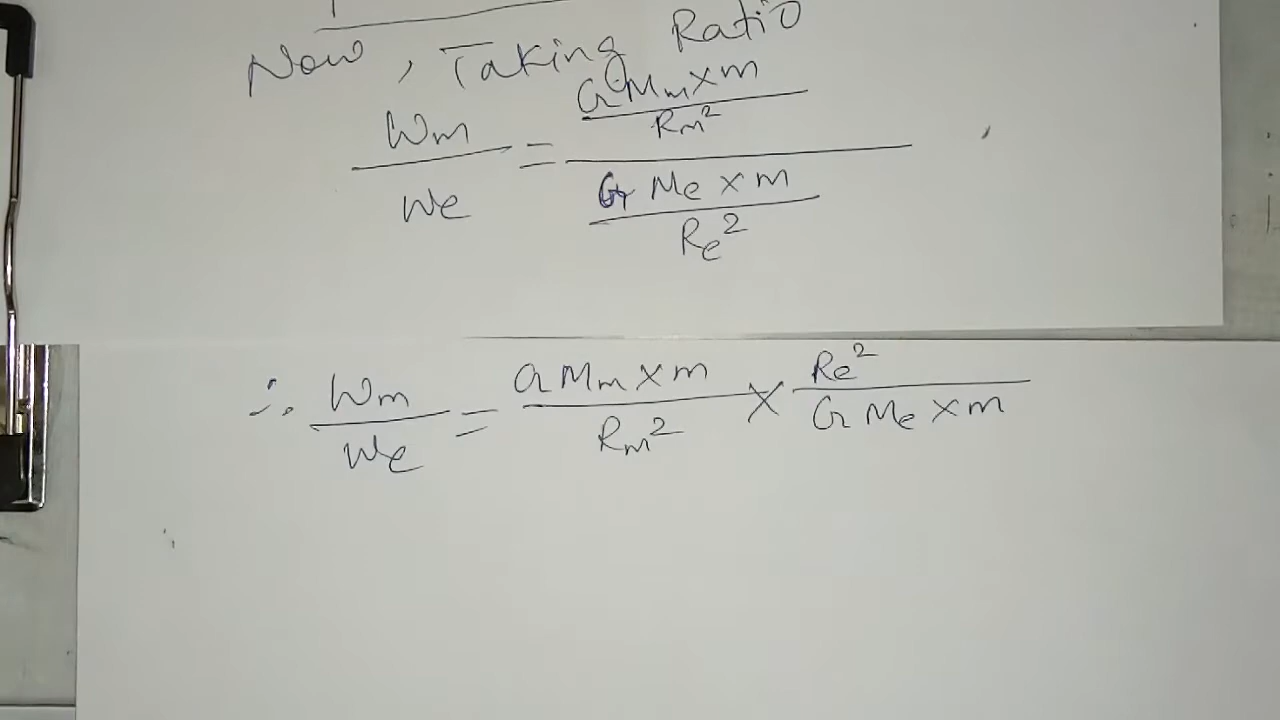 Now, Taking Ratio
Wm/We = (G Mm x m / Rm²) / (G Me x m / Re²)
∴ Wm/We = G Mm x m / Rm² x Re² / G Me x m